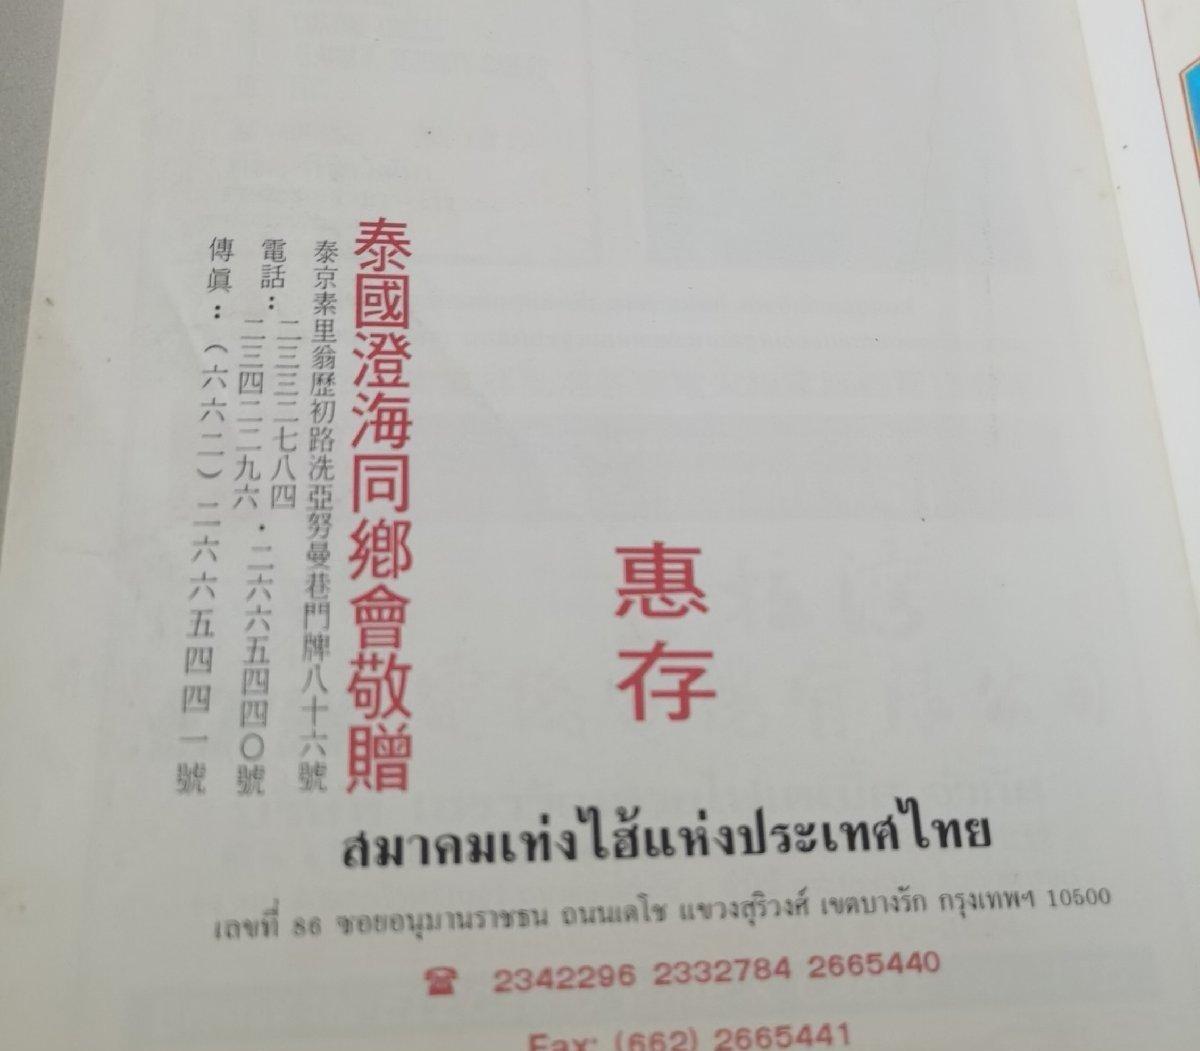 惠存
泰國澄海同鄉會敬贈
泰京素里翁歷初路洗亞努曼巷門牌八十六號
電話：二三三二七八四
二三四二二九六・二六六五四四〇號
傳眞：（六六二）二六六五四四一號
สมาคมเท่งไฮ้แห่งประเทศไทย
เลขที่ 86 ซอยอนุมานราชธน ถนนเดโช แขวงสุริวงศ์ เขตบางรัก กรุงเทพฯ 10500
☎ 2342296 2332784 2665440
Fax: (662) 2665441